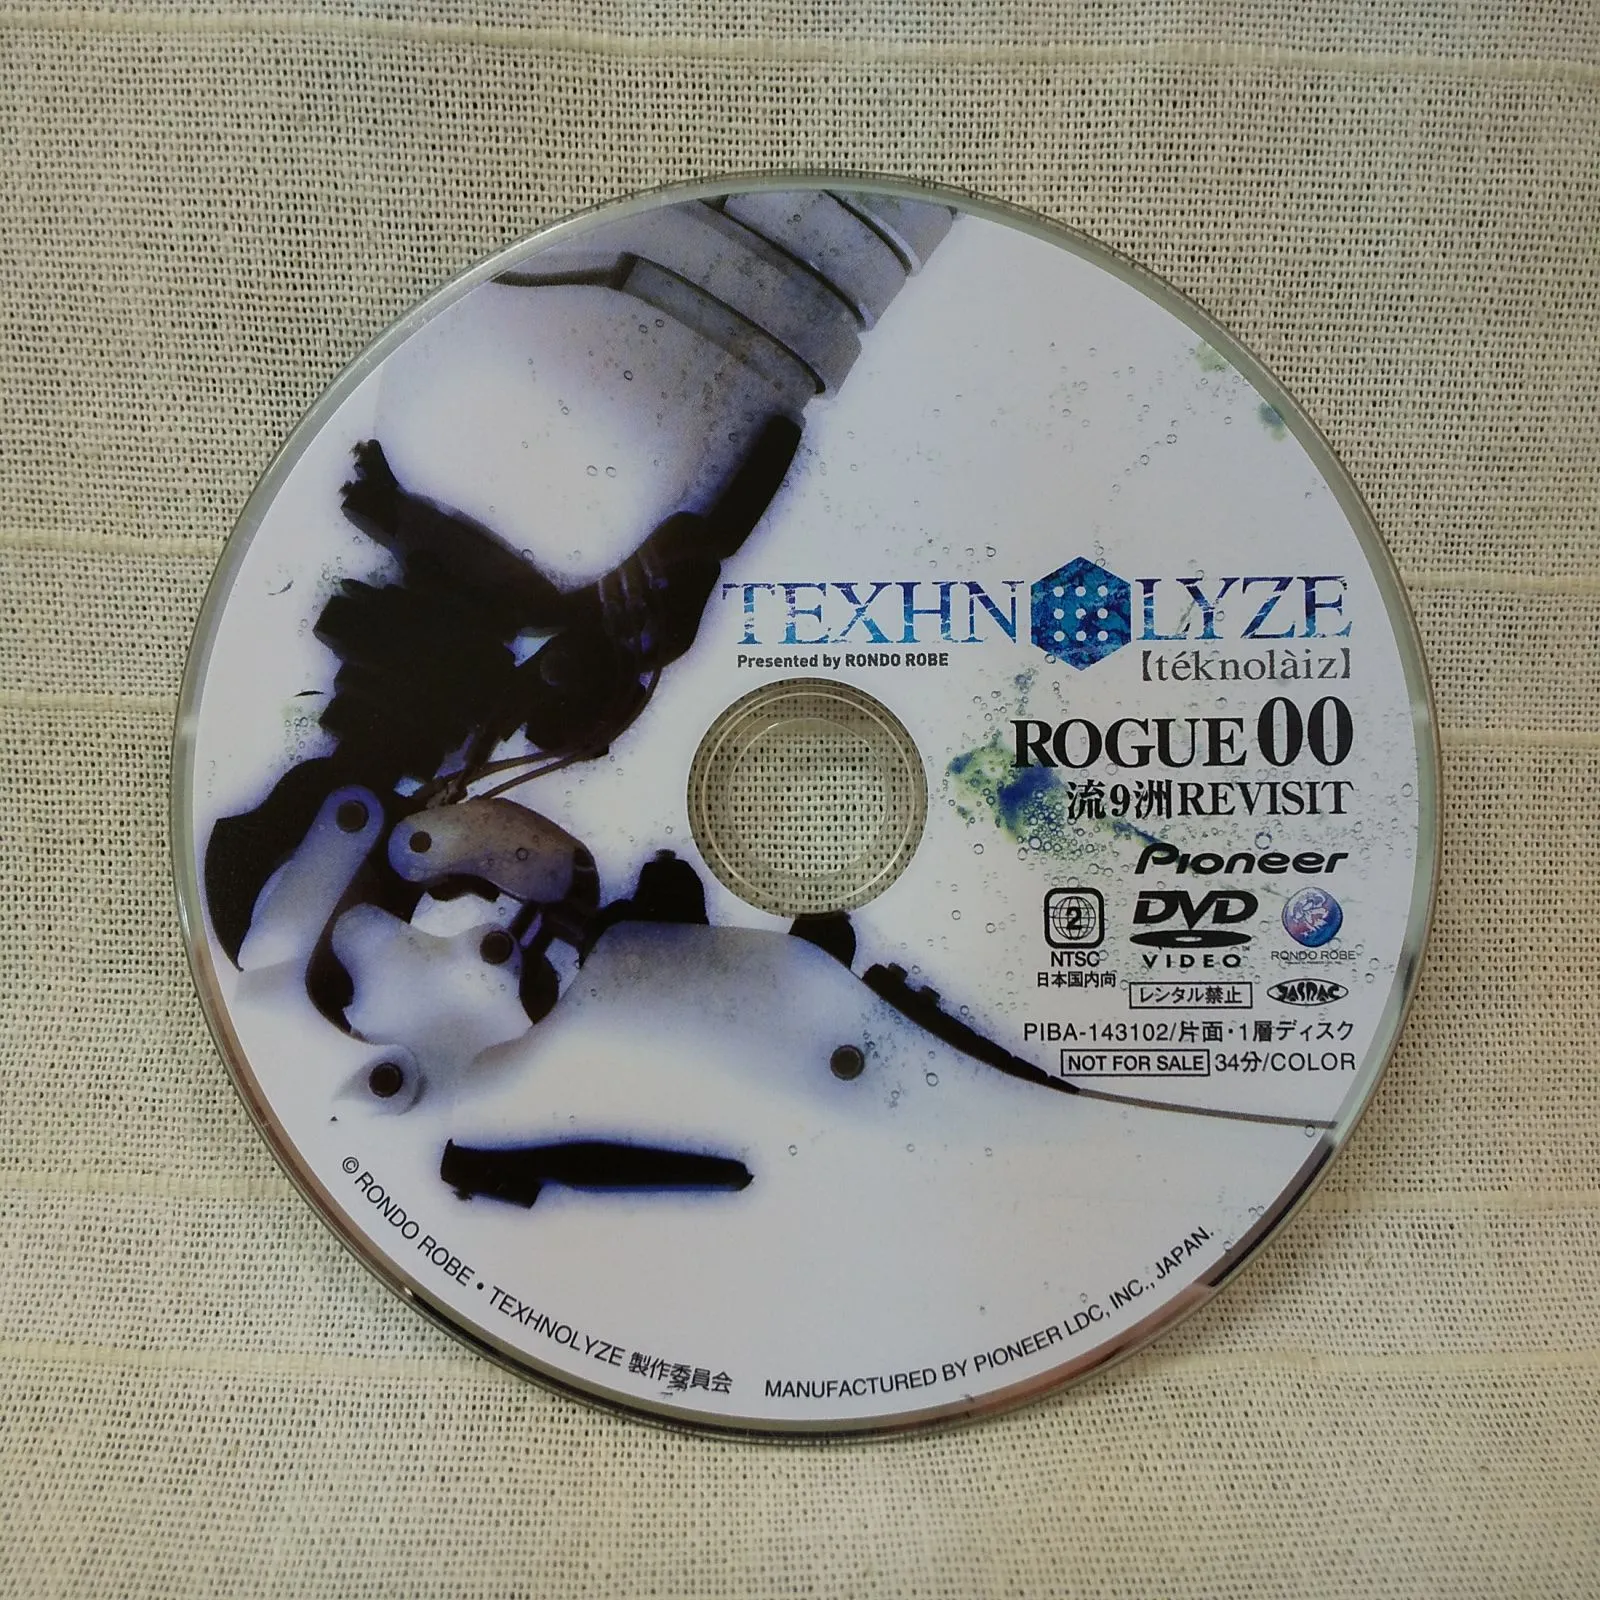 TEXHNOLYZE
Presented by RONDO ROBE
【téknolàiz】
ROGUE 00
流9洲REVISIT
Pioneer
2
NTSC
日本国内向
DVD
VIDEO
RONDO ROBE
レンタル禁止
JASRAC
PIBA-143102/片面・1層ディスク
NOT FOR SALE 34分/COLOR
© RONDO ROBE・TEXHNOLYZE 製作委員会
MANUFACTURED BY PIONEER LDC, INC., JAPAN.